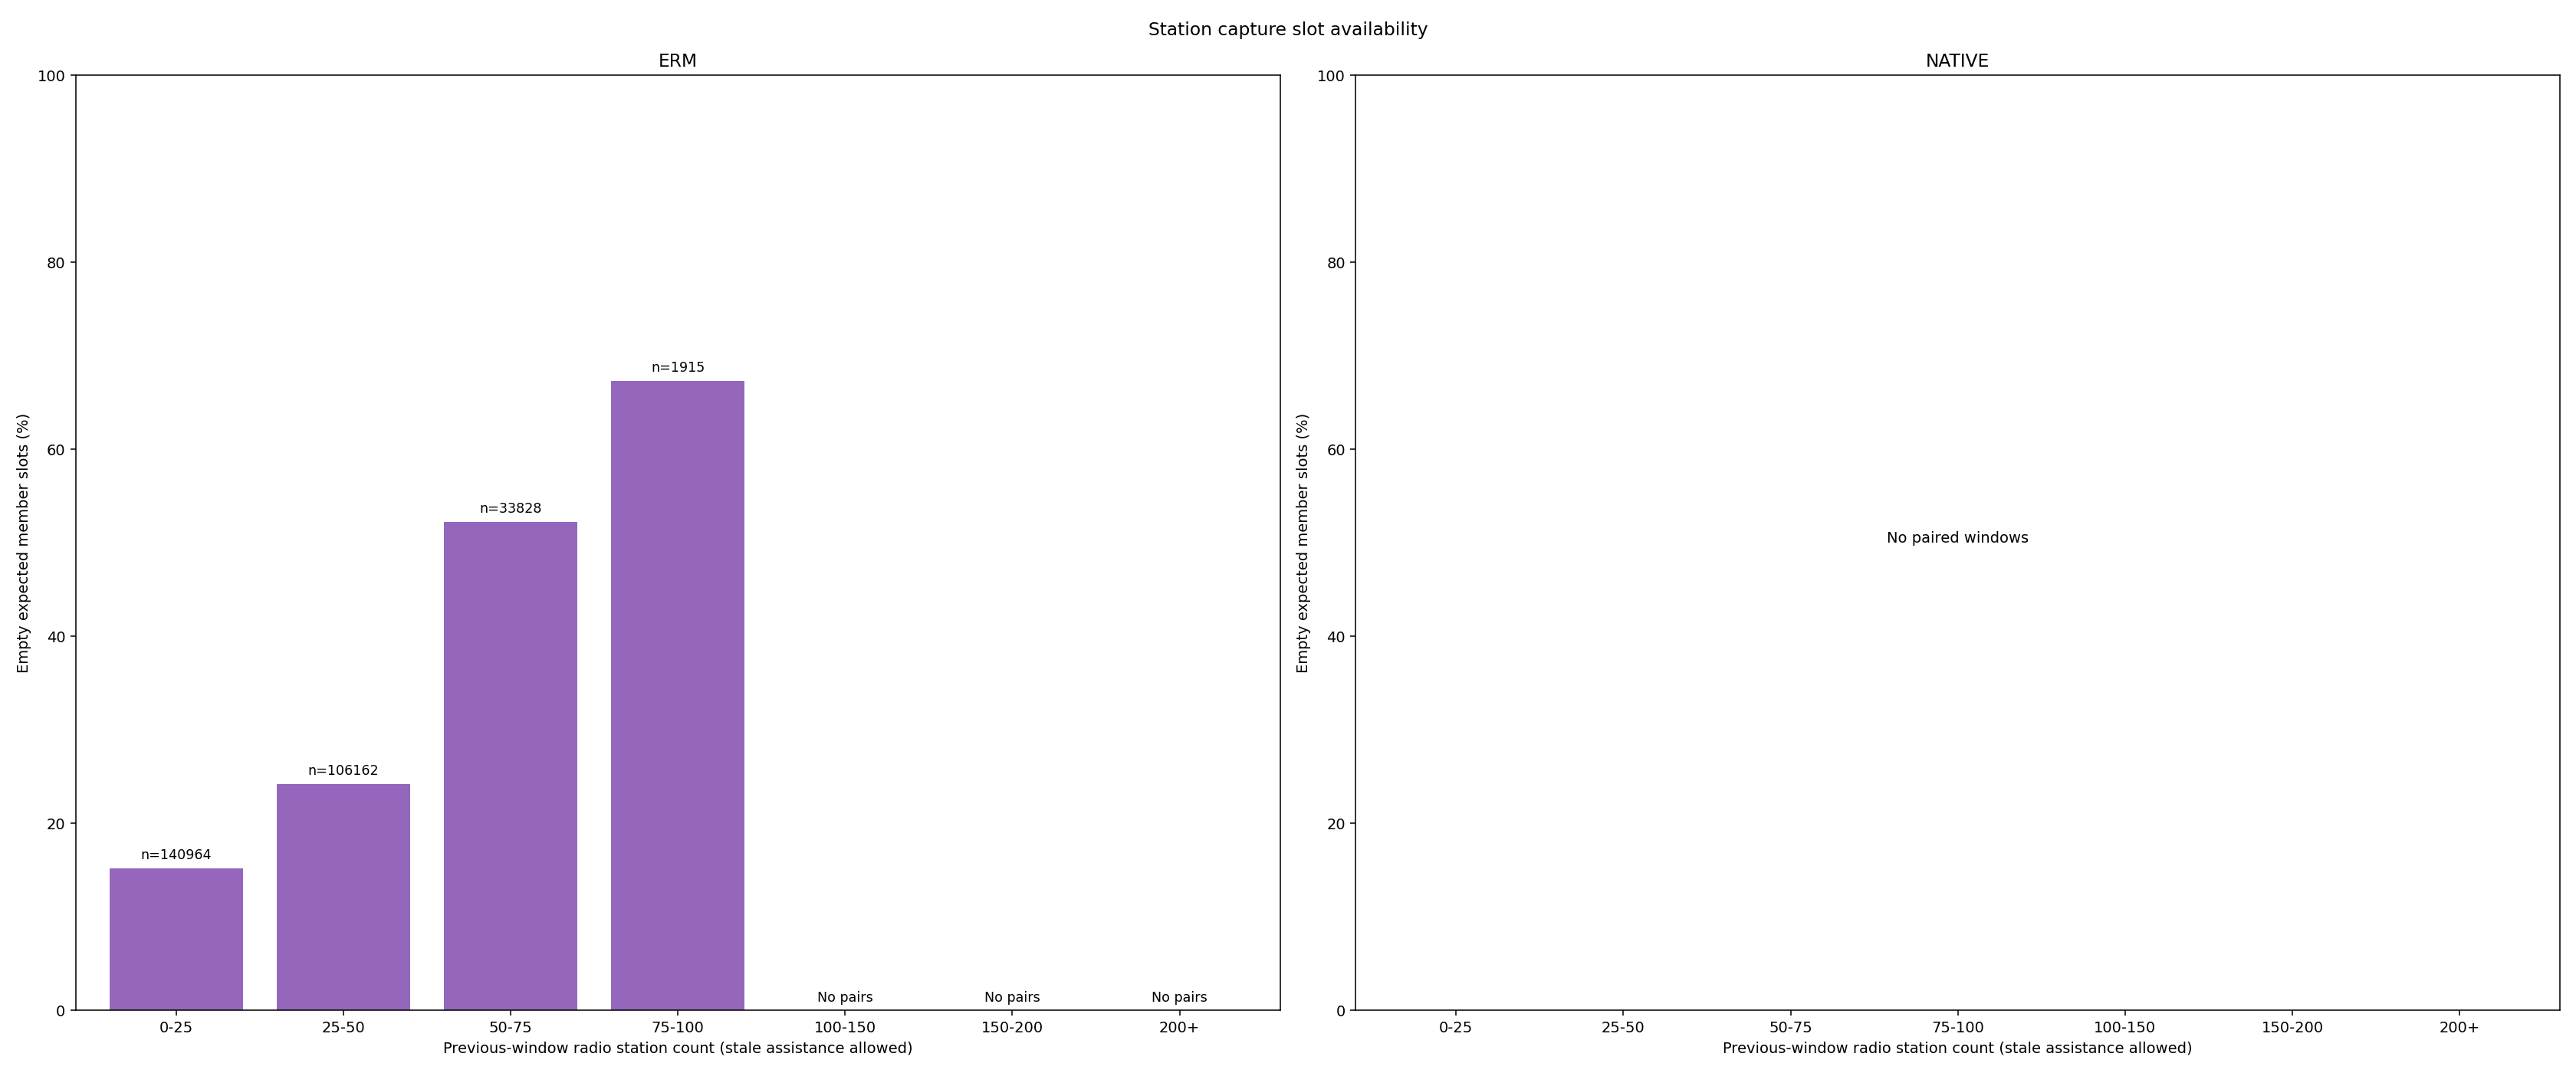 Station capture slot availability
ERM
Empty expected member slots (%)
100
80
60
40
20
0
n=140964
n=106162
n=33828
n=1915
No pairs
No pairs
No pairs
0-25
25-50
50-75
75-100
100-150
150-200
200+
Previous-window radio station count (stale assistance allowed)
NATIVE
Empty expected member slots (%)
100
80
60
40
20
0
No paired windows
0-25
25-50
50-75
75-100
100-150
150-200
200+
Previous-window radio station count (stale assistance allowed)